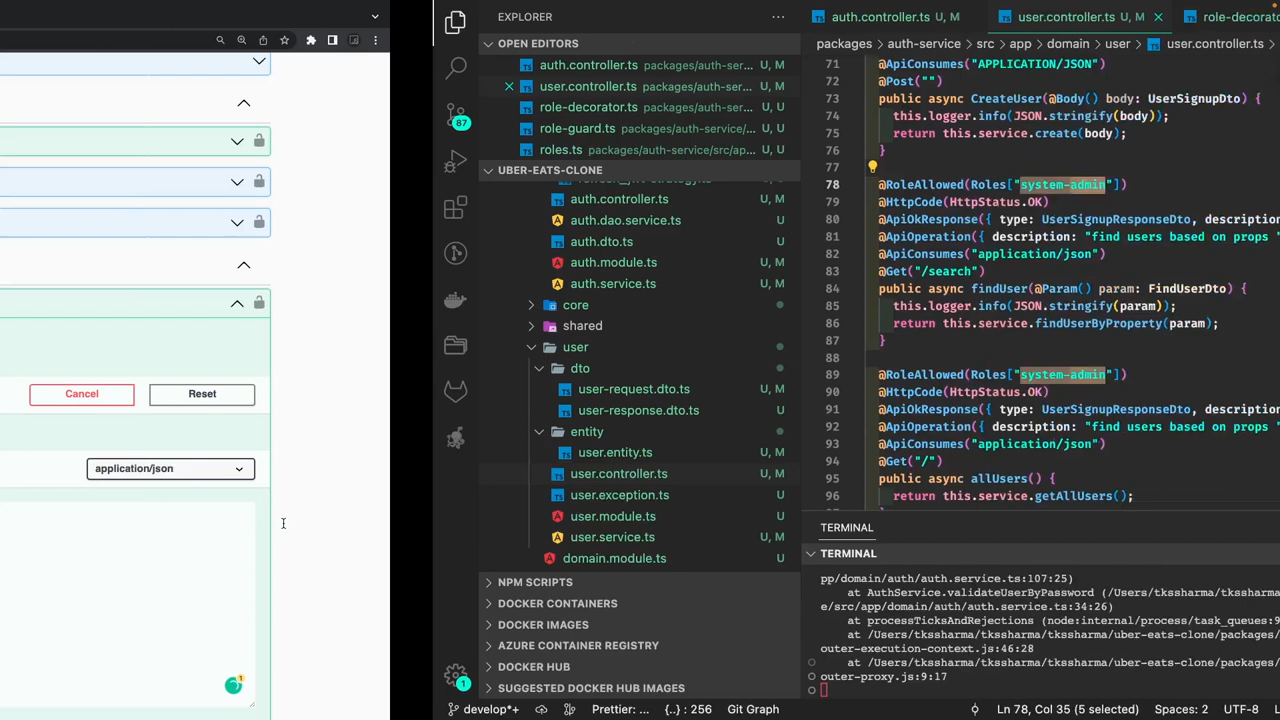 Cancel
Reset
application/json
1
87
1
EXPLORER
OPEN EDITORS
auth.controller.ts packages/auth-ser... U, M
user.controller.ts packages/auth-ser... U, M
role-decorator.ts packages/auth-ser... U, U
role-guard.ts packages/auth-service/... U, U
roles.ts packages/auth-service/src/ap... U, U
UBER-EATS-CLONE
auth.controller.ts U, M
auth.dao.service.ts U
auth.dto.ts U
auth.module.ts U
auth.service.ts U, M
core
shared
user
dto
user-request.dto.ts U
user-response.dto.ts U
entity
user.entity.ts U
user.controller.ts U, M
user.exception.ts U
user.module.ts U
user.service.ts U, M
domain.module.ts U
NPM SCRIPTS
DOCKER CONTAINERS
DOCKER IMAGES
AZURE CONTAINER REGISTRY
DOCKER HUB
SUGGESTED DOCKER HUB IMAGES
auth.controller.ts U, M
user.controller.ts U, M
role-decorato
packages > auth-service > src > app > domain > user > user.controller.ts >
71 @ApiConsumes("APPLICATION/JSON")
72 @Post("")
73 public async CreateUser(@Body() body: UserSignupDto) {
74 this.logger.info(JSON.stringify(body));
75 return this.service.create(body);
76 }
77
78 @RoleAllowed(Roles["system-admin"])
79 @HttpCode(HttpStatus.OK)
80 @ApiOkResponse({ type: UserSignupResponseDto, description
81 @ApiOperation({ description: "find users based on props "
82 @ApiConsumes("application/json")
83 @Get("/search")
84 public async findUser(@Param() param: FindUserDto) {
85 this.logger.info(JSON.stringify(param));
86 return this.service.findUserByProperty(param);
87 }
88
89 @RoleAllowed(Roles["system-admin"])
90 @HttpCode(HttpStatus.OK)
91 @ApiOkResponse({ type: UserSignupResponseDto, description
92 @ApiOperation({ description: "find users based on props "
93 @ApiConsumes("application/json")
94 @Get("/")
95 public async allUsers() {
96 return this.service.getAllUsers();
TERMINAL
TERMINAL
pp/domain/auth/auth.service.ts:107:25)
at AuthService.validateUserByPassword (/Users/tkssharma
e/src/app/domain/auth/auth.service.ts:34:26)
at processTicksAndRejections (node:internal/process/task_queues:9
at /Users/tkssharma/tkssharma/uber-eats-clone/packages/
outer-execution-context.js:46:28
at /Users/tkssharma/tkssharma/uber-eats-clone/packages/
outer-proxy.js:9:17
develop*+ Prettier: ... {..} : 256 Git Graph Ln 78, Col 35 (5 selected) Spaces: 2 UTF-8